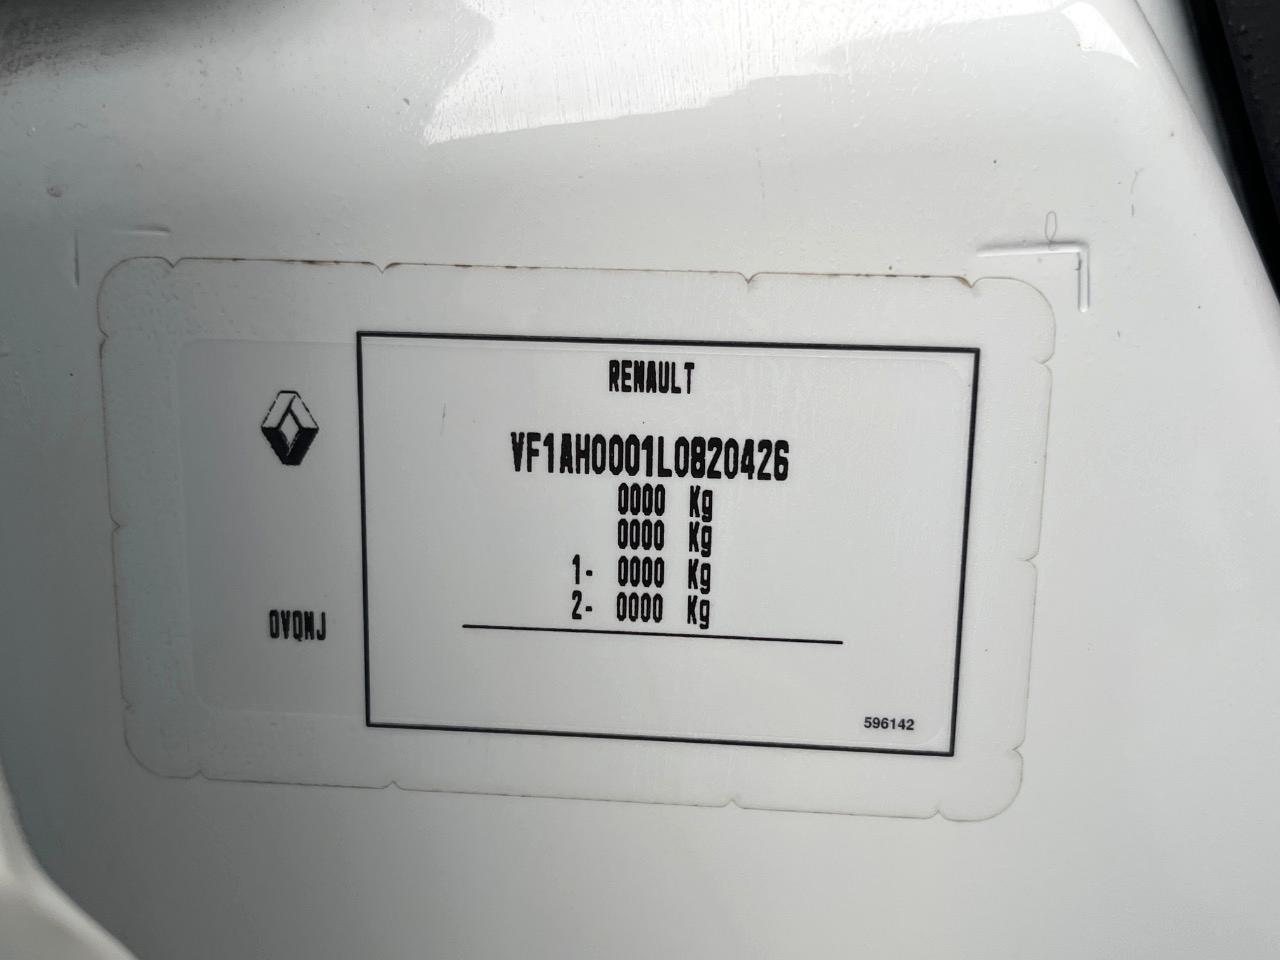 RENAULT
VF1AH0001L0820426
0000 Kg
0000 Kg
1- 0000 Kg
2- 0000 Kg
OVQNJ
596142